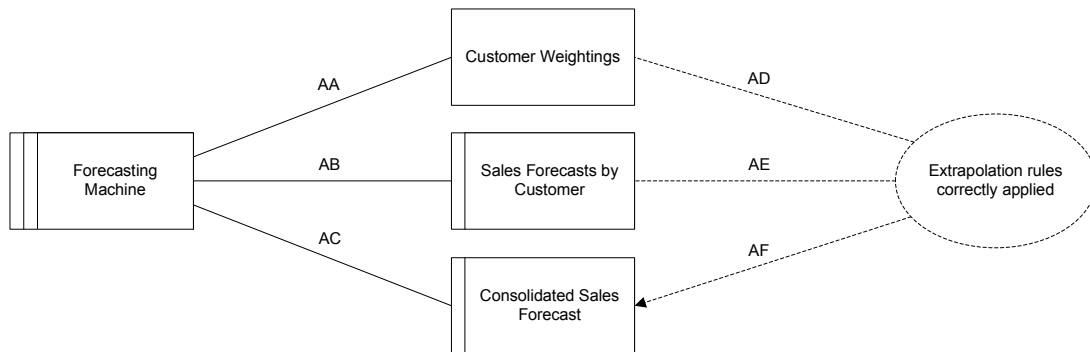 Customer Weightings
AA
AD
Forecasting
Machine
AB
Sales Forecasts by
Customer
AE
Extrapolation rules
correctly applied
AC
AF
Consolidated Sales
Forecast